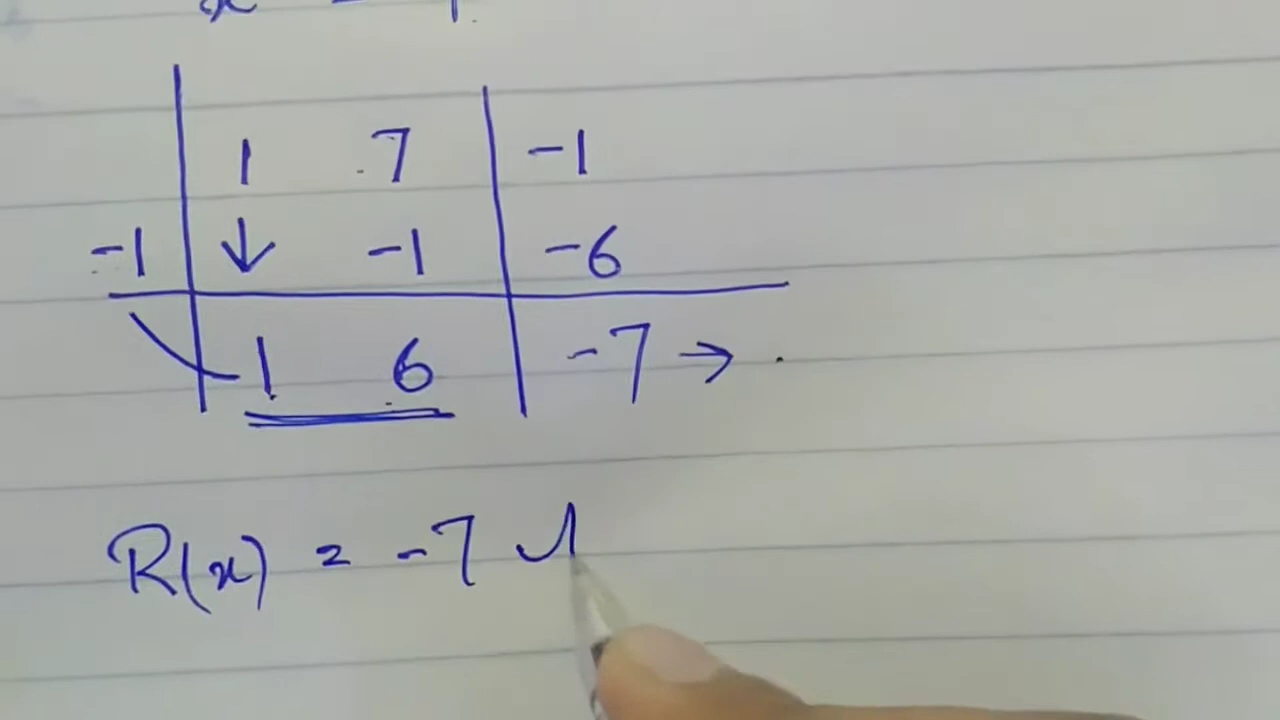 1 7 -1
-1 ↓ -1 -6
1 6 -7 →
R(x) = -7